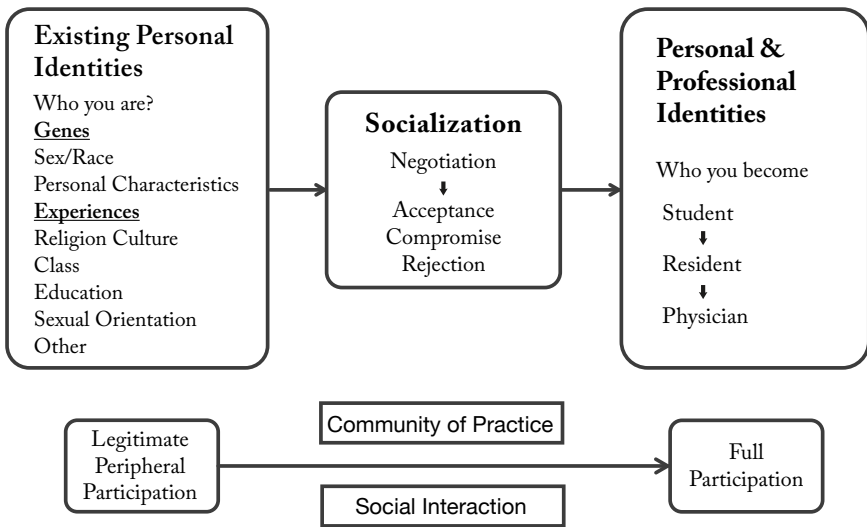 Existing Personal
Identities
Who you are?
Genes
Sex/Race
Personal Characteristics
Experiences
Religion Culture
Class
Education
Sexual Orientation
Other
Socialization
Negotiation
Acceptance
Compromise
Rejection
Personal &
Professional
Identities
Who you become
Student
Resident
Physician
Legitimate
Peripheral
Participation
Community of Practice
Social Interaction
Full
Participation